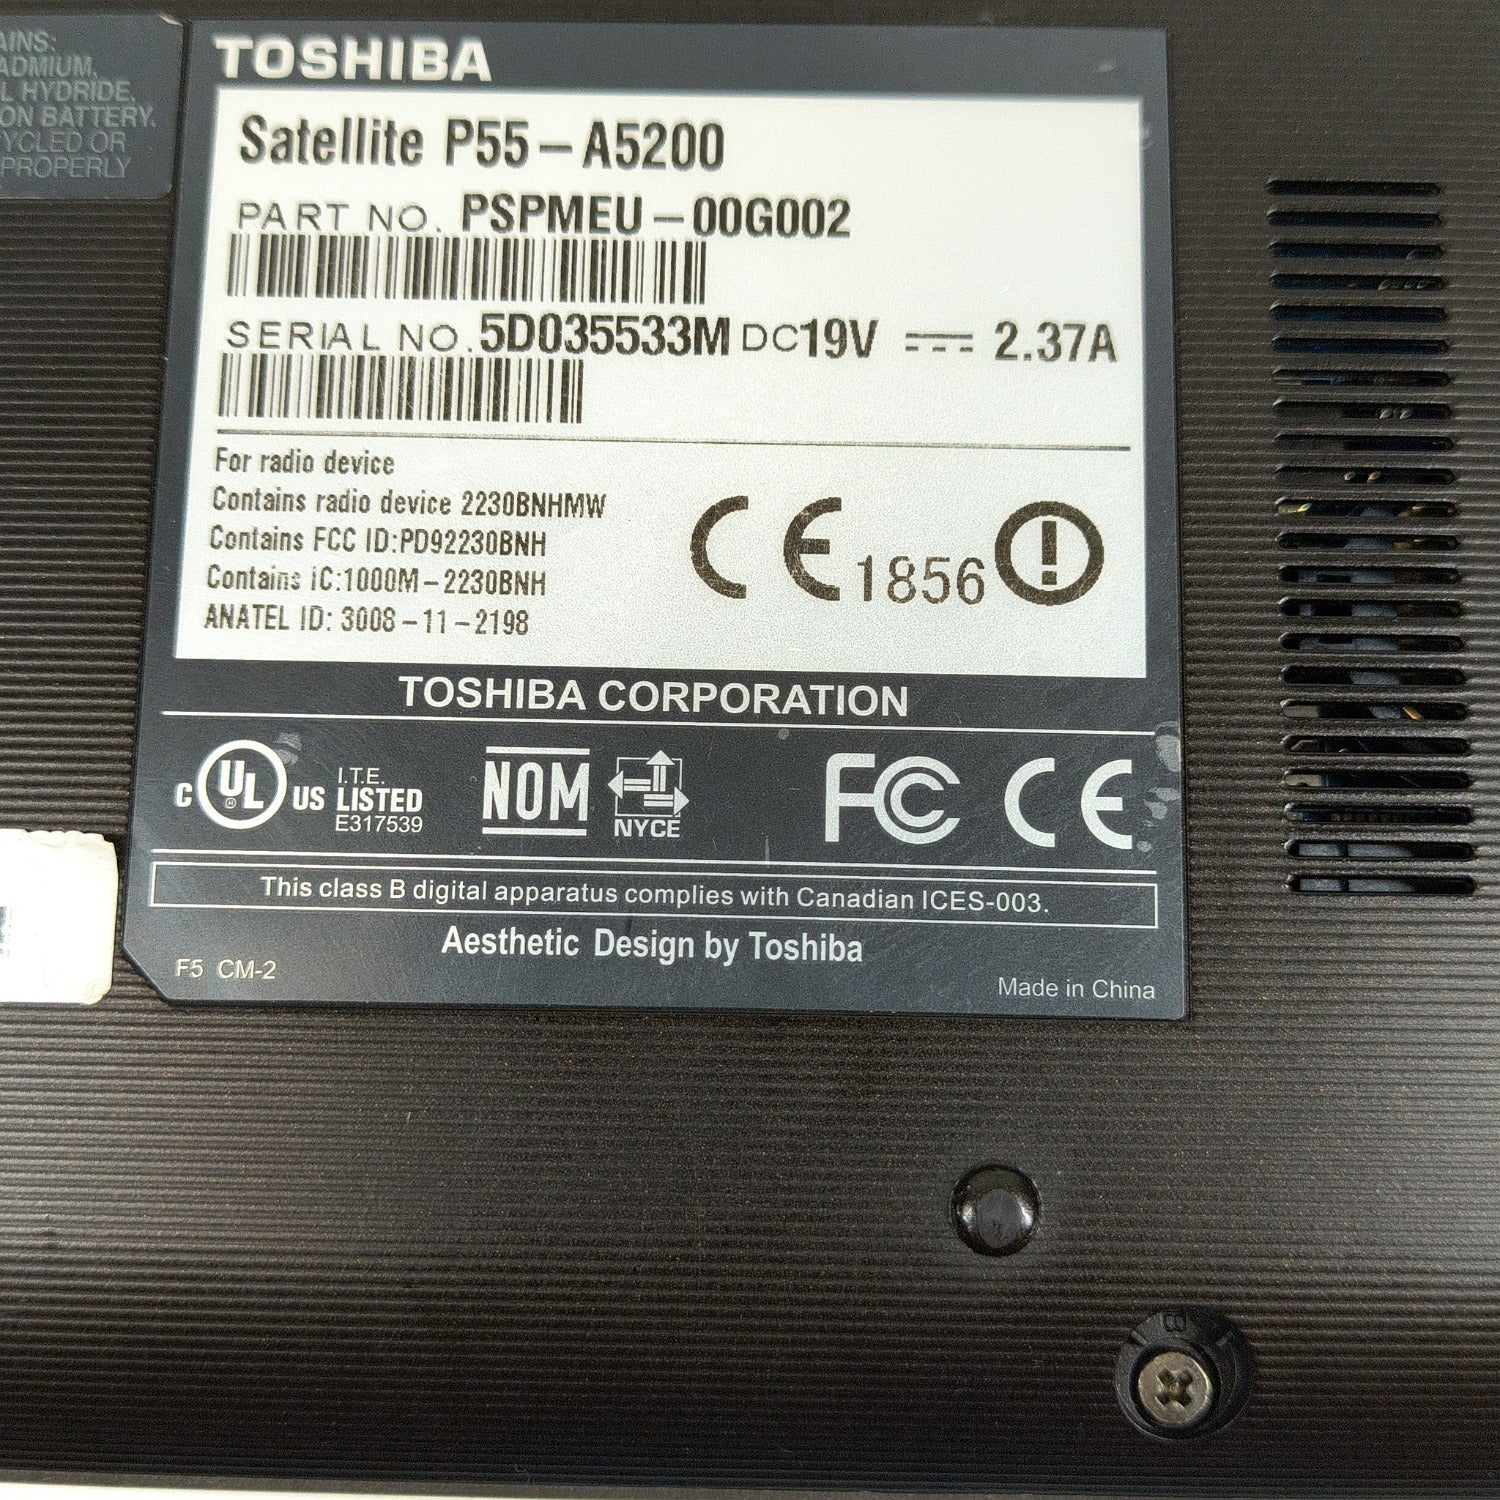 AINS:
ADMIUM,
L HYDRIDE,
ON BATTERY.
YCLED OR
PROPERLY
TOSHIBA
Satellite P55-A5200
PART NO. PSPMEU-00G002
SERIAL NO. 5D035533M DC19V 2.37A
For radio device
Contains radio device 2230BNHMW
Contains FCC ID:PD92230BNH
Contains IC:1000M-2230BNH
ANATEL ID: 3008-11-2198
CE 1856 !
TOSHIBA CORPORATION
C UL US I.T.E. LISTED E317539
NOM NYCE FC CE
This class B digital apparatus complies with Canadian ICES-003.
Aesthetic Design by Toshiba
F5 CM-2
Made in China
B